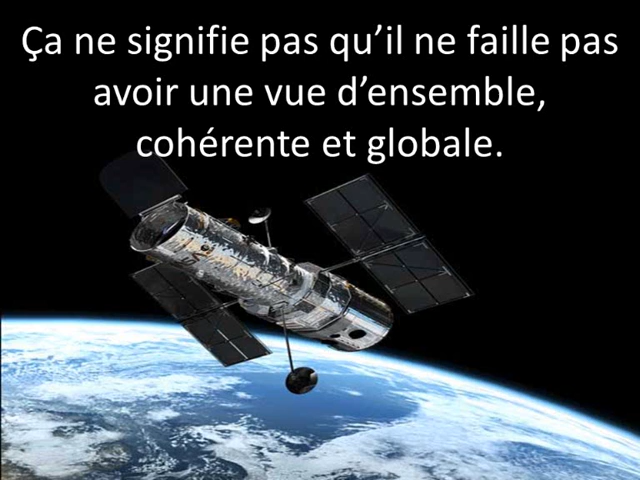 Ça ne signifie pas qu’il ne faille pas
avoir une vue d’ensemble,
cohérente et globale.